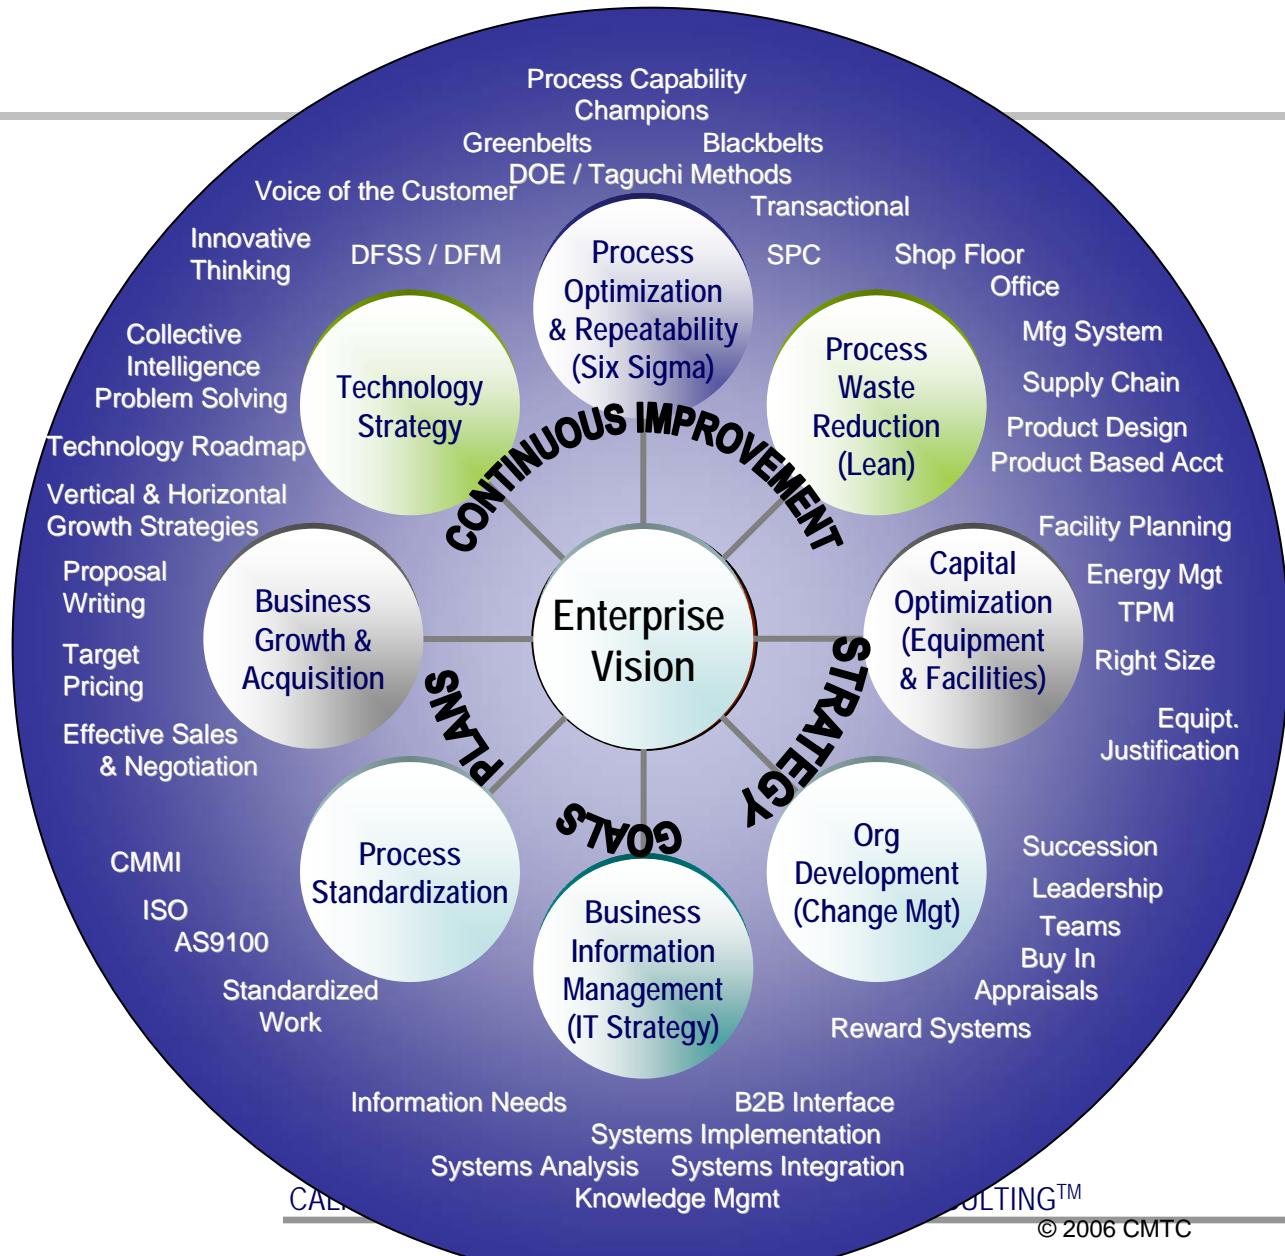 Process Capability
Champions
Greenbelts
Blackbelts
DOE / Taguchi Methods
Voice of the Customer
Transactional
Innovative
Thinking
DFSS / DFM
SPC
Shop Floor
Office
Process
Optimization
& Repeatability
(Six Sigma)
Collective
Intelligence
Problem Solving
Technology Roadmap
Technology
Strategy
Process
Waste
Reduction
(Lean)
Mfg System
Supply Chain
Product Design
Product Based Acct
CONTINUOUS IMPROVEMENT
Vertical & Horizontal
Growth Strategies
Proposal
Writing
Target
Pricing
Effective Sales
& Negotiation
Business
Growth &
Acquisition
Enterprise
Vision
Capital
Optimization
(Equipment
& Facilities)
Facility Planning
Energy Mgt
TPM
Right Size
Equipt.
Justification
PLANS
GOALS
STRATEGY
CMMI
ISO
AS9100
Standardized
Work
Process
Standardization
Business
Information
Management
(IT Strategy)
Org
Development
(Change Mgt)
Succession
Leadership
Teams
Buy In
Appraisals
Reward Systems
Information Needs
B2B Interface
Systems Implementation
Systems Analysis
Systems Integration
Knowledge Mgmt
© 2006 CMTC